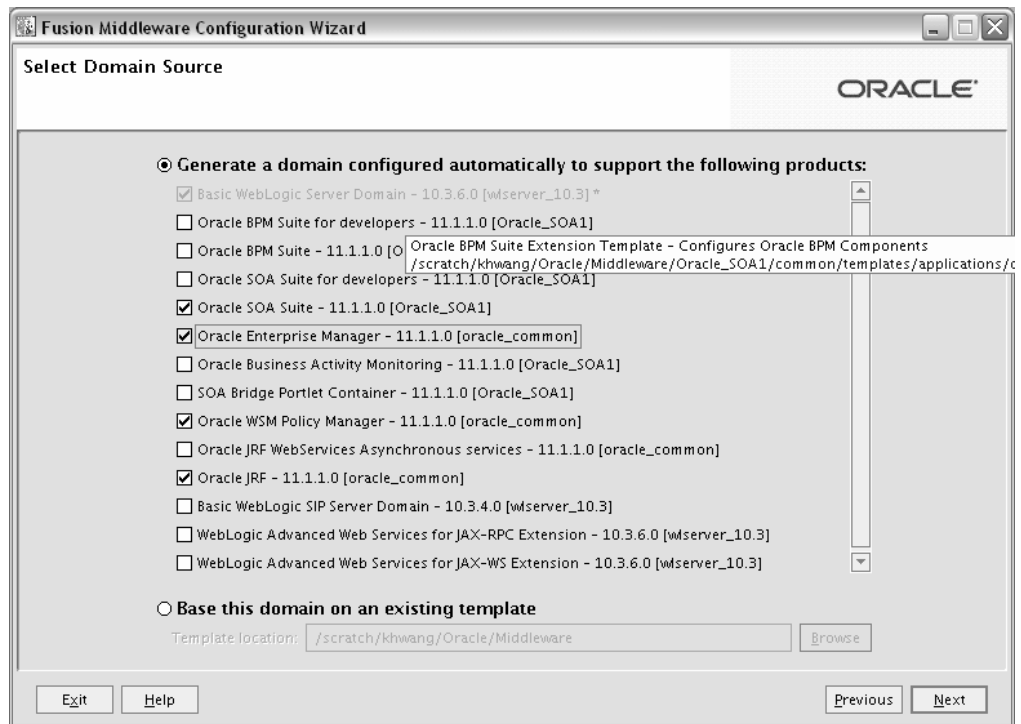 Fusion Middleware Configuration Wizard
Select Domain Source
ORACLE
Generate a domain configured automatically to support the following products:
Basic WebLogic Server Domain - 10.3.6.0 [wlserver_10.3] *
Oracle BPM Suite for developers - 11.1.1.0 [Oracle_SOA1]
Oracle BPM Suite - 11.1.1.0 [O
Oracle BPM Suite Extension Template - Configures Oracle BPM Components
/scratch/khwang/Oracle/Middleware/Oracle_SOA1/common/templates/applications/
Oracle SOA Suite for developers - 11.1.1.0 [Oracle_SOA1]
Oracle SOA Suite - 11.1.1.0 [Oracle_SOA1]
Oracle Enterprise Manager - 11.1.1.0 [oracle_common]
Oracle Business Activity Monitoring - 11.1.1.0 [Oracle_SOA1]
SOA Bridge Portlet Container - 11.1.1.0 [Oracle_SOA1]
Oracle WSM Policy Manager - 11.1.1.0 [oracle_common]
Oracle JRF WebServices Asynchronous services - 11.1.1.0 [oracle_common]
Oracle JRF - 11.1.1.0 [oracle_common]
Basic WebLogic SIP Server Domain - 10.3.4.0 [wlserver_10.3]
WebLogic Advanced Web Services for JAX-RPC Extension - 10.3.6.0 [wlserver_10.3]
WebLogic Advanced Web Services for JAX-WS Extension - 10.3.6.0 [wlserver_10.3]
Base this domain on an existing template
Template location: /scratch/khwang/Oracle/Middleware Browse
Exit Help Previous Next